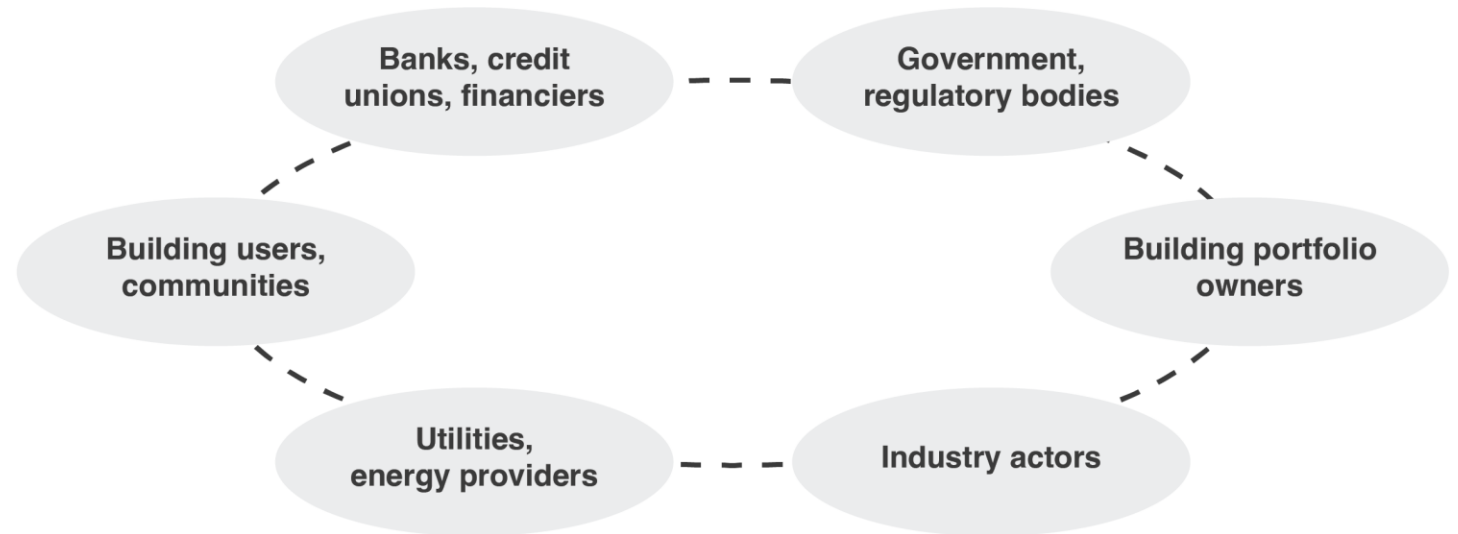 Banks, credit
unions, financiers
Government,
regulatory bodies
Building users,
communities
Building portfolio
owners
Utilities,
energy providers
Industry actors